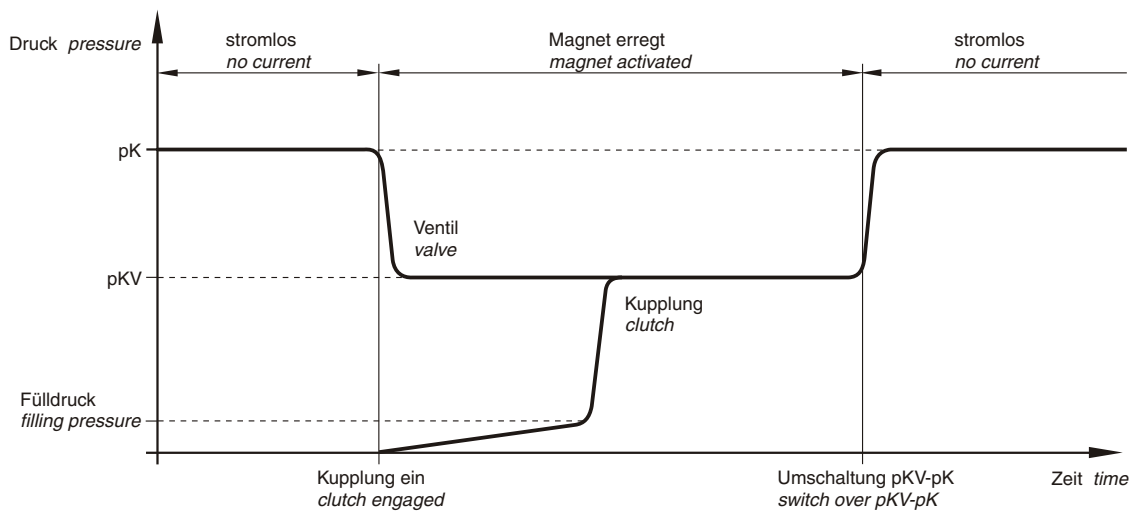 Druck pressure
stromlos
no current
Magnet erregt
magnet activated
stromlos
no current
pK
Ventil
valve
pKV
Kupplung
clutch
Fülldruck
filling pressure
Kupplung ein
clutch engaged
Umschaltung pKV-pK
switch over pKV-pK
Zeit time